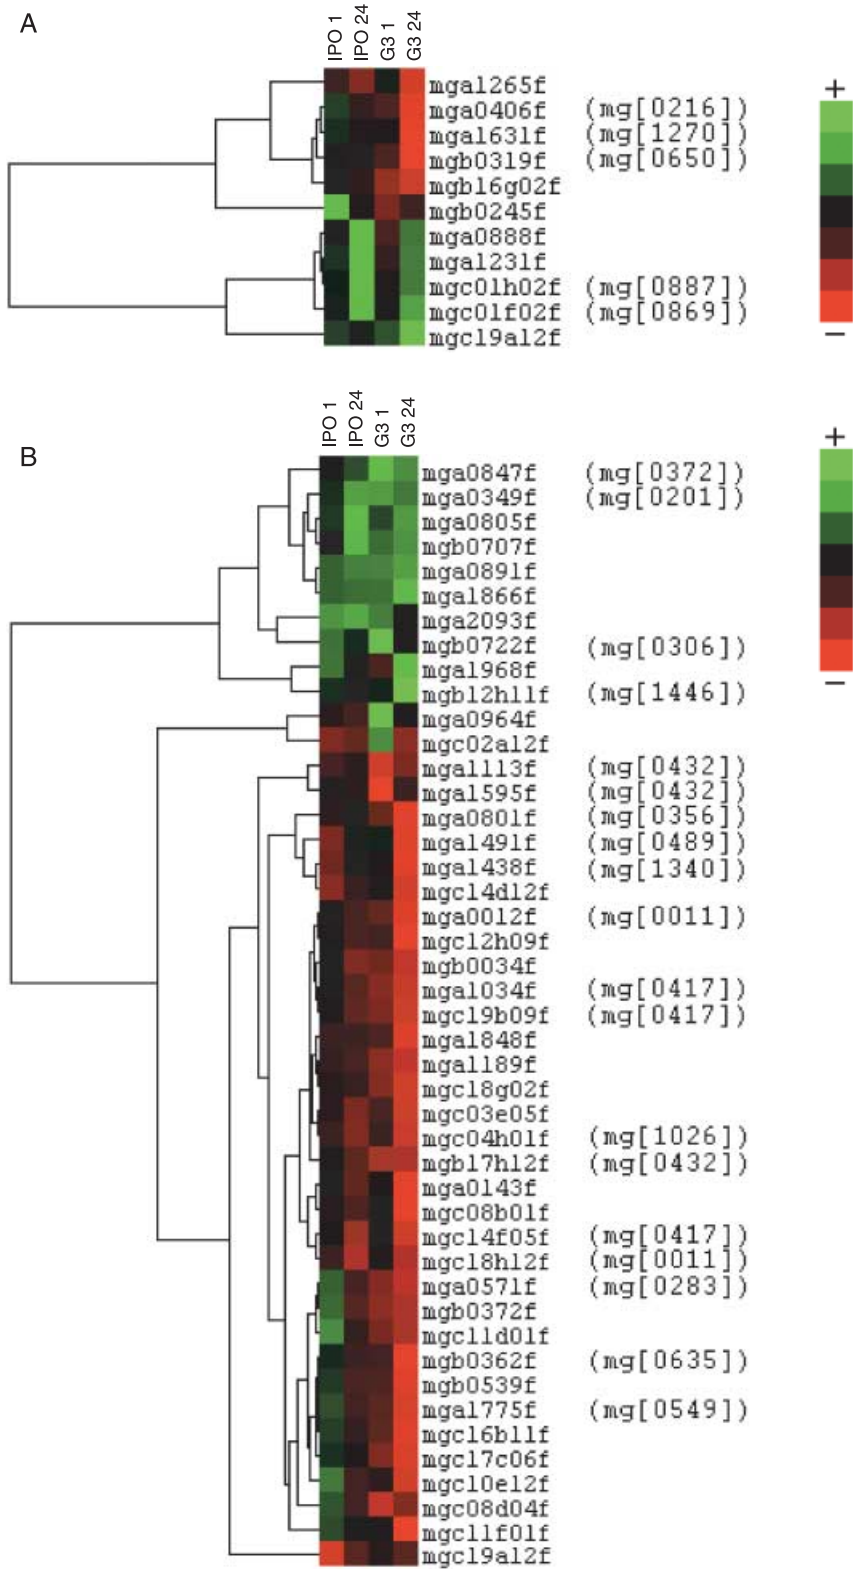 A
IPO 1 IPO 24 G3 1 G3 24
mga1265f
mga0406f (mg[0216])
mga1631f (mg[1270])
mgb0319f (mg[0650])
mgb16g02f
mgb0245f
mga0888f
mga1231f
mgc01h02f (mg[0887])
mgc01f02f (mg[0869])
mgc19a12f
+
−
B
IPO 1 IPO 24 G3 1 G3 24
mga0847f (mg[0372])
mga0349f (mg[0201])
mga0805f
mgb0707f
mga0891f
mga1866f
mga2093f
mgb0722f (mg[0306])
mga1968f
mgb12h11f (mg[1446])
mga0964f
mgc02a12f
mga1113f (mg[0432])
mga1595f (mg[0432])
mga0801f (mg[0356])
mga1491f (mg[0489])
mga1438f (mg[1340])
mgc14d12f
mga0012f (mg[0011])
mgc12h09f
mgb0034f
mga1034f (mg[0417])
mgc19b09f (mg[0417])
mga1848f
mga1189f
mgc18g02f
mgc03e05f
mgc04h01f (mg[1026])
mgb17h12f (mg[0432])
mga0143f
mgc08b01f
mgc14f05f (mg[0417])
mgc18h12f (mg[0011])
mga0571f (mg[0283])
mgb0372f
mgc11d01f
mgb0362f (mg[0635])
mgb0539f
mga1775f (mg[0549])
mgc16b11f
mgc17c06f
mgc10e12f
mgc08d04f
mgc11f01f
mgc19a12f
+
−